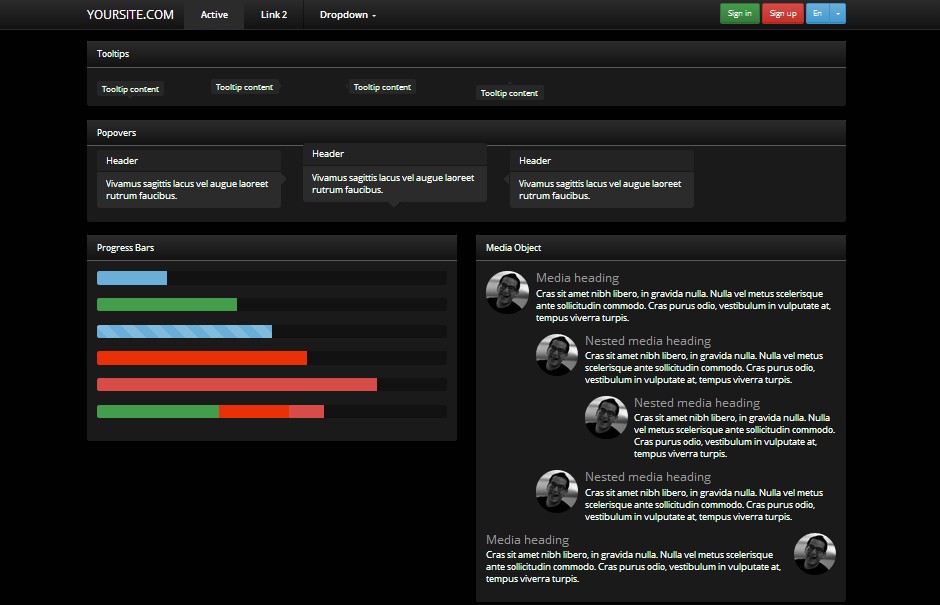 YOURSITE.COM Active Link 2 Dropdown Sign in Sign up En
Tooltips
Tooltip content Tooltip content Tooltip content Tooltip content
Popovers
Header
Vivamus sagittis lacus vel augue laoreet
rutrum faucibus.
Header
Vivamus sagittis lacus vel augue laoreet
rutrum faucibus.
Header
Vivamus sagittis lacus vel augue laoreet
rutrum faucibus.
Progress Bars
Media Object
Media heading
Cras sit amet nibh libero, in gravida nulla. Nulla vel metus scelerisque
ante sollicitudin commodo. Cras purus odio, vestibulum in vulputate at,
tempus viverra turpis.
Nested media heading
Cras sit amet nibh libero, in gravida nulla. Nulla vel metus
scelerisque ante sollicitudin commodo. Cras purus odio,
vestibulum in vulputate at, tempus viverra turpis.
Nested media heading
Cras sit amet nibh libero, in gravida nulla. Nulla
vel metus scelerisque ante sollicitudin commodo.
Cras purus odio, vestibulum in vulputate at,
tempus viverra turpis.
Nested media heading
Cras sit amet nibh libero, in gravida nulla. Nulla vel metus
scelerisque ante sollicitudin commodo. Cras purus odio,
vestibulum in vulputate at, tempus viverra turpis.
Media heading
Cras sit amet nibh libero, in gravida nulla. Nulla vel metus scelerisque
ante sollicitudin commodo. Cras purus odio, vestibulum in vulputate at,
tempus viverra turpis.